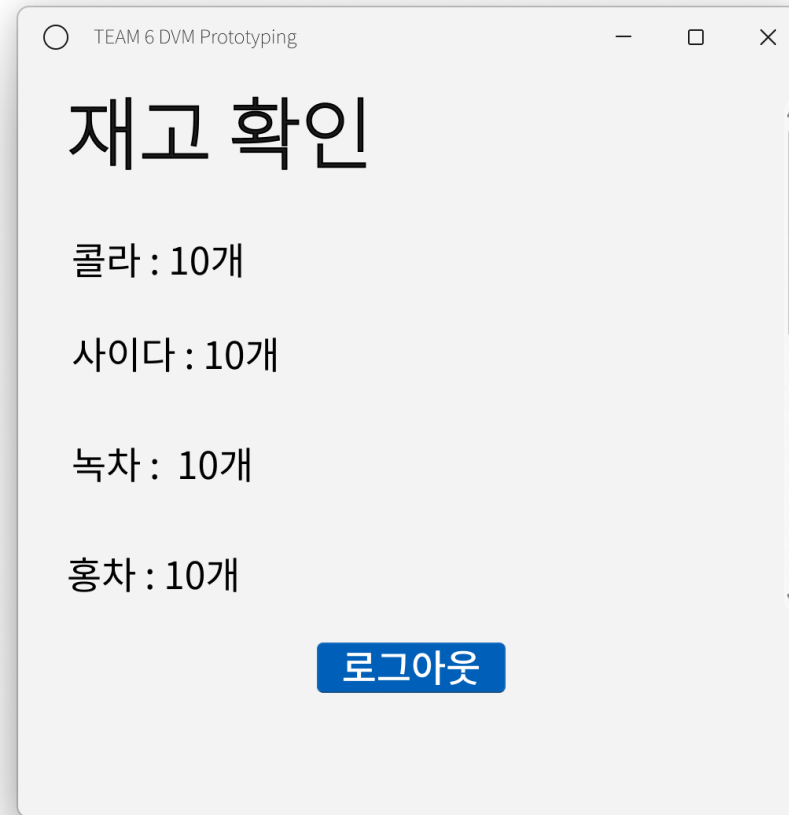 TEAM 6 DVM Prototyping
재고 확인
콜라 : 10개
사이다 : 10개
녹차 :  10개
홍차 : 10개
로그아웃